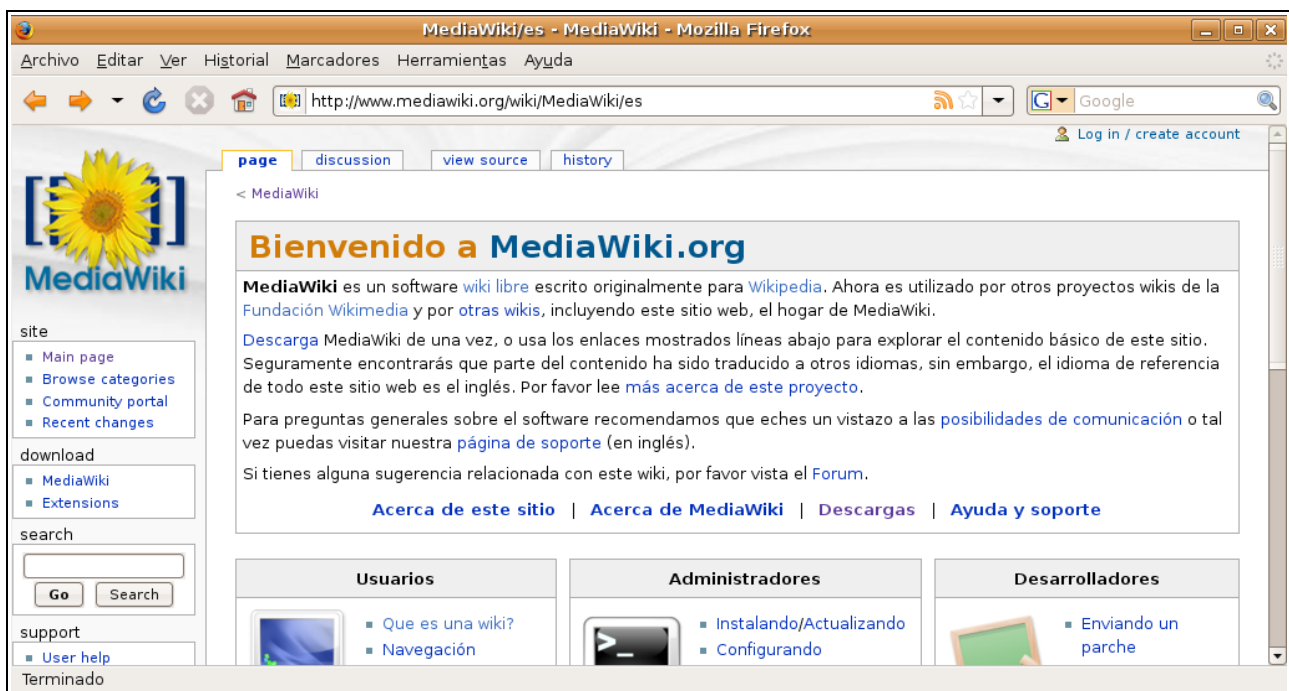 MediaWiki/es - MediaWiki - Mozilla Firefox
Archivo Editar Ver Historial Marcadores Herramientas Ayuda
http://www.mediawiki.org/wiki/MediaWiki/es
G Google
Log in / create account
[[ ]]
MediaWiki
page discussion view source history
< MediaWiki
Bienvenido a MediaWiki.org
MediaWiki es un software wiki libre escrito originalmente para Wikipedia. Ahora es utilizado por otros proyectos wikis de la
Fundación Wikimedia y por otras wikis, incluyendo este sitio web, el hogar de MediaWiki.
Descarga MediaWiki de una vez, o usa los enlaces mostrados líneas abajo para explorar el contenido básico de este sitio.
Seguramente encontrarás que parte del contenido ha sido traducido a otros idiomas, sin embargo, el idioma de referencia
de todo este sitio web es el inglés. Por favor lee más acerca de este proyecto.
Para preguntas generales sobre el software recomendamos que eches un vistazo a las posibilidades de comunicación o tal
vez puedas visitar nuestra página de soporte (en inglés).
Si tienes alguna sugerencia relacionada con este wiki, por favor vista el Forum.
Acerca de este sitio | Acerca de MediaWiki | Descargas | Ayuda y soporte
site
Main page
Browse categories
Community portal
Recent changes
download
MediaWiki
Extensions
search
Go Search
support
User help
Usuarios
Que es una wiki?
Navegación
Administradores
>_
Instalando/Actualizando
Configurando
Desarrolladores
Enviando un
parche
Terminado